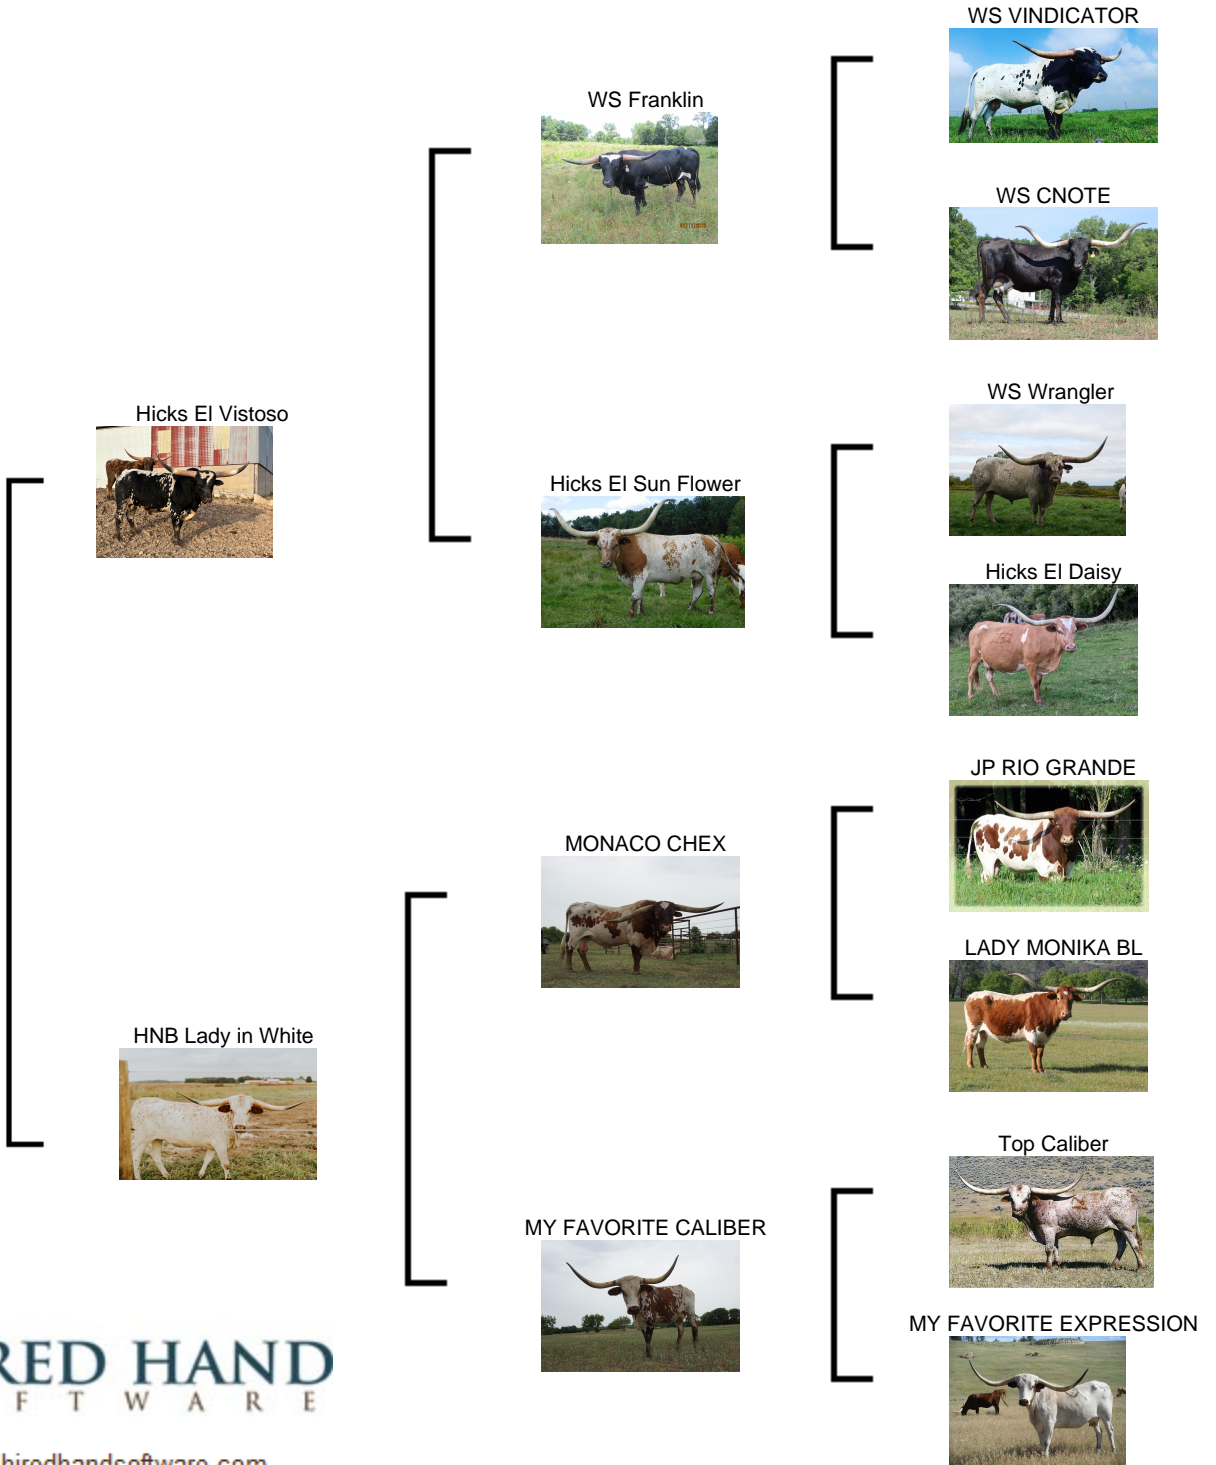 WS VINDICATOR
WS Franklin
WS CNOTE
WS Wrangler
Hicks El Vistoso
Hicks El Sun Flower
Hicks El Daisy
JP RIO GRANDE
MONACO CHEX
LADY MONIKA BL
HNB Lady in White
Top Caliber
MY FAVORITE CALIBER
MY FAVORITE EXPRESSION
RED HAND
F T W A R E
hiredhandsoftware.com